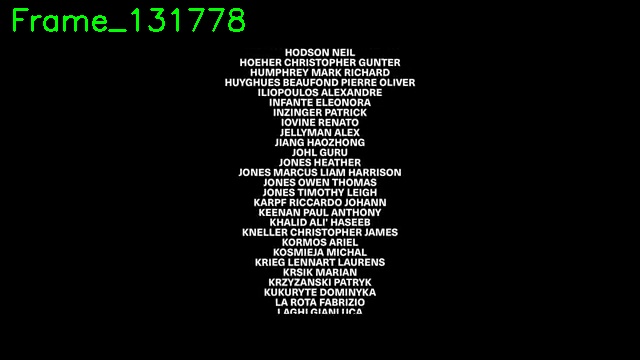 Frame_131778
HODSON NEIL
HOEHER CHRISTOPHER GUNTER
HUMPHREY MARK RICHARD
HUYGHUES BEAUFOND PIERRE OLIVER
ILIOPOULOS ALEXANDRE
INFANTE ELEONORA
INZINGER PATRICK
IOVINE RENATO
JELLYMAN ALEX
JIANG HAOZHONG
JOHL GURU
JONES HEATHER
JONES MARCUS LIAM HARRISON
JONES OWEN THOMAS
JONES TIMOTHY LEIGH
KARPF RICCARDO JOHANN
KEENAN PAUL ANTHONY
KHALID ALI' HASEEB
KNELLER CHRISTOPHER JAMES
KORMOS ARIEL
KOSMIEJA MICHAL
KRIEG LENNART LAURENS
KRSIK MARIAN
KRZYZANSKI PATRYK
KUKURYTE DOMINYKA
LA ROTA FABRIZIO
LAGHI GIANLUCA